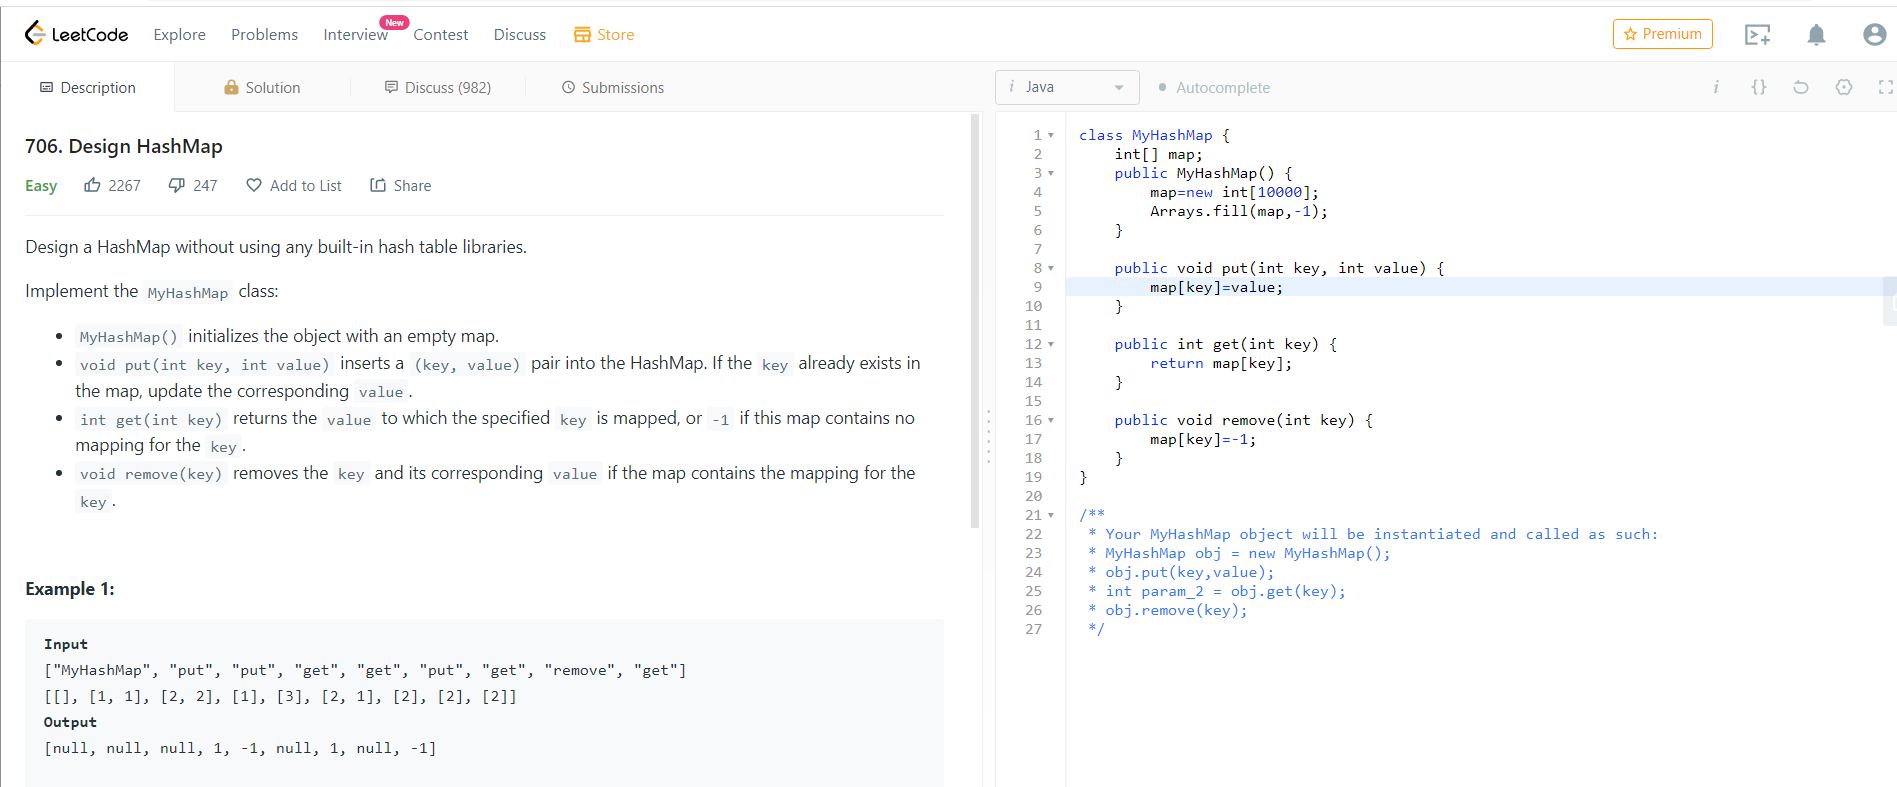 LeetCode Explore Problems Interview New Contest Discuss Store Premium
Description Solution Discuss (982) Submissions
i Java Autocomplete i {}
706. Design HashMap
Easy 2267 247 Add to List Share
Design a HashMap without using any built-in hash table libraries.
Implement the MyHashMap class:
• MyHashMap() initializes the object with an empty map.
• void put(int key, int value) inserts a (key, value) pair into the HashMap. If the key already exists in
the map, update the corresponding value .
• int get(int key) returns the value to which the specified key is mapped, or -1 if this map contains no
mapping for the key .
• void remove(key) removes the key and its corresponding value if the map contains the mapping for the
key .
Example 1:
Input
["MyHashMap", "put", "put", "get", "get", "put", "get", "remove", "get"]
[[], [1, 1], [2, 2], [1], [3], [2, 1], [2], [2], [2]]
Output
[null, null, null, 1, -1, null, 1, null, -1]
1 class MyHashMap {
2     int[] map;
3     public MyHashMap() {
4         map=new int[10000];
5         Arrays.fill(map,-1);
6     }
7
8     public void put(int key, int value) {
9         map[key]=value;
10     }
11
12     public int get(int key) {
13         return map[key];
14     }
15
16     public void remove(int key) {
17         map[key]=-1;
18     }
19 }
20
21 /**
22  * Your MyHashMap object will be instantiated and called as such:
23  * MyHashMap obj = new MyHashMap();
24  * obj.put(key,value);
25  * int param_2 = obj.get(key);
26  * obj.remove(key);
27  */